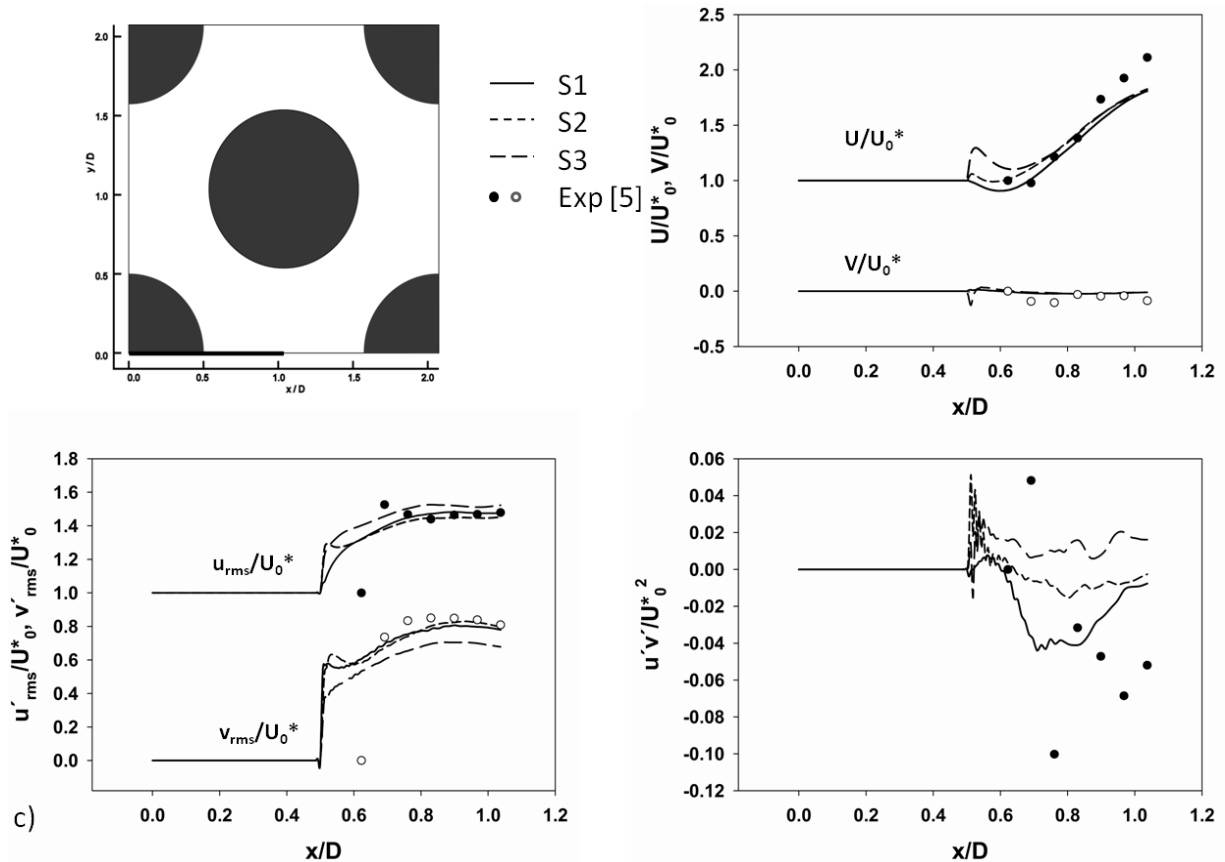 2.0
1.5
1.0
0.5
0.0
y/D
0.0 0.5 1.0 1.5 2.0
x/D
S1
S2
S3
Exp [5]
2.5
2.0
1.5
1.0
0.5
0.0
-0.5
U/U*0, V/U*0
U/U0*
V/U0*
0.0 0.2 0.4 0.6 0.8 1.0 1.2
x/D
1.8
1.6
1.4
1.2
1.0
0.8
0.6
0.4
0.2
0.0
u´rms/U*0, v´rms/U*0
urms/U0*
vrms/U0*
0.0 0.2 0.4 0.6 0.8 1.0 1.2
x/D
c)
0.06
0.04
0.02
0.00
-0.02
-0.04
-0.06
-0.08
-0.10
-0.12
u´v´/U*0²
0.0 0.2 0.4 0.6 0.8 1.0 1.2
x/D